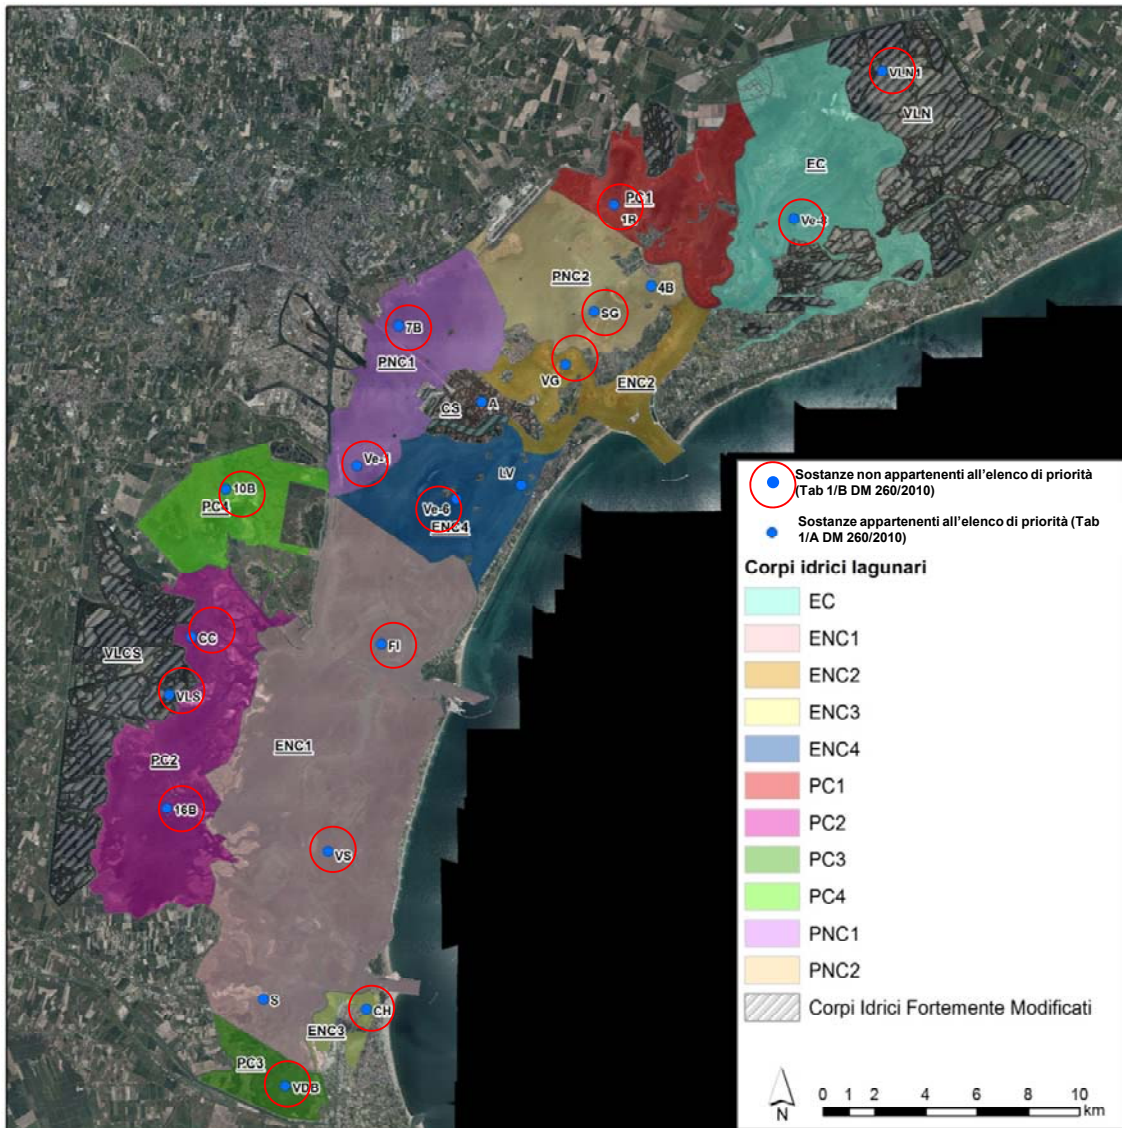 VLN1
VLN
EC
Ve-8
PC1
1B
PNC2
4B
SG
7B
VG
PNC1
ENC2
CS
A
Ve-1
LV
10B
PC4
Ve-6
ENC4
CC
FI
VLCS
VLS
ENC1
PC2
16B
VS
S
CH
ENC3
PC3
VDB
Sostanze non appartenenti all'elenco di priorità
(Tab 1/B DM 260/2010)
Sostanze appartenenti all'elenco di priorità (Tab
1/A DM 260/2010)
Corpi idrici lagunari
EC
ENC1
ENC2
ENC3
ENC4
PC1
PC2
PC3
PC4
PNC1
PNC2
Corpi Idrici Fortemente Modificati
N
0 1 2 4 6 8 10
km